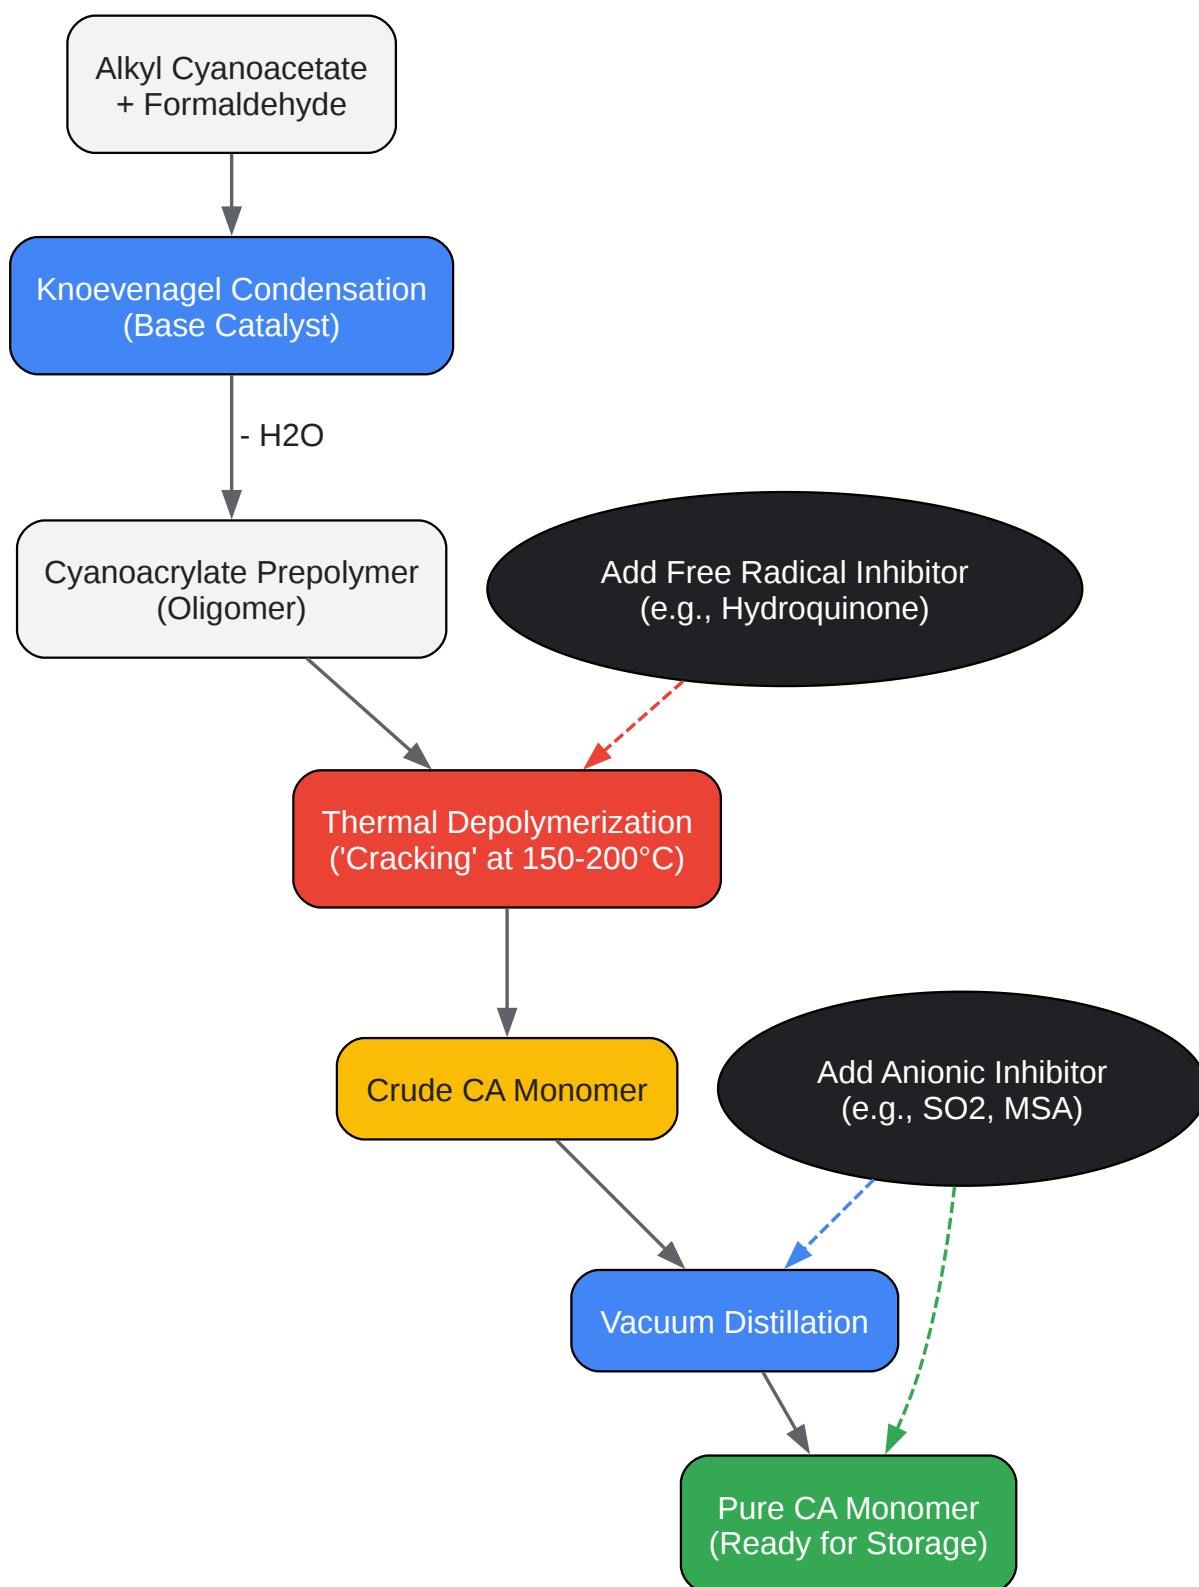 Alkyl Cyanoacetate
+ Formaldehyde
Knoevenagel Condensation
(Base Catalyst)
- H2O
Cyanoacrylate Prepolymer
(Oligomer)
Add Free Radical Inhibitor
(e.g., Hydroquinone)
Thermal Depolymerization
('Cracking' at 150-200°C)
Crude CA Monomer
Add Anionic Inhibitor
(e.g., SO2, MSA)
Vacuum Distillation
Pure CA Monomer
(Ready for Storage)